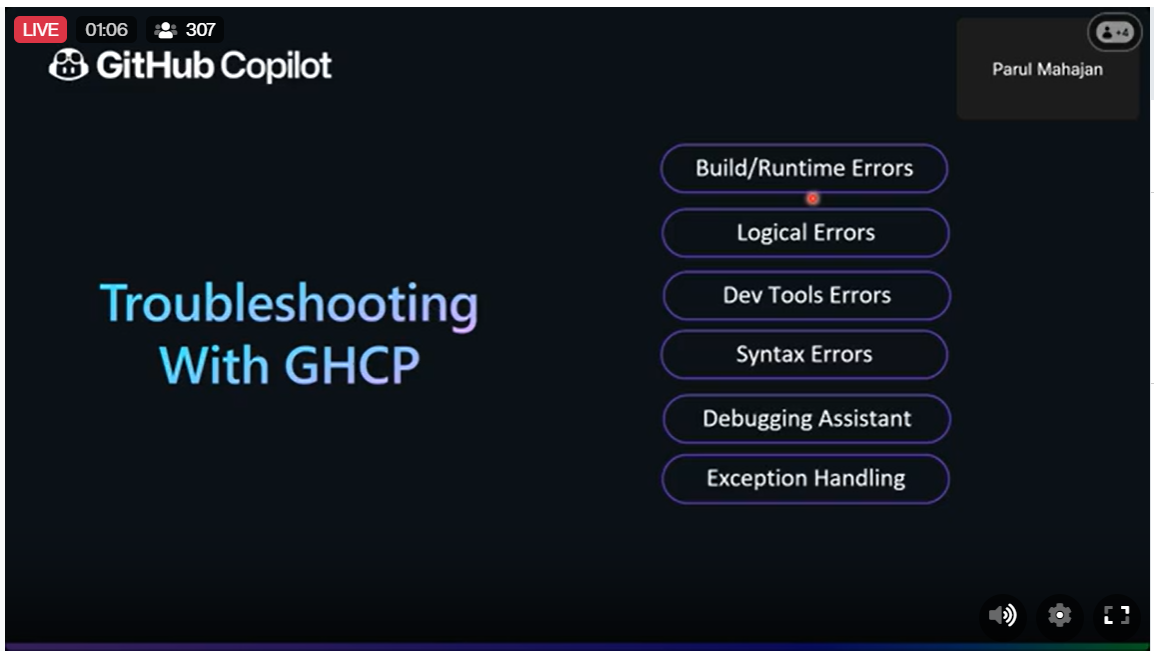 LIVE 01:06 307
+4
GitHub Copilot
Parul Mahajan
Build/Runtime Errors
Logical Errors
Dev Tools Errors
Troubleshooting
With GHCP
Syntax Errors
Debugging Assistant
Exception Handling